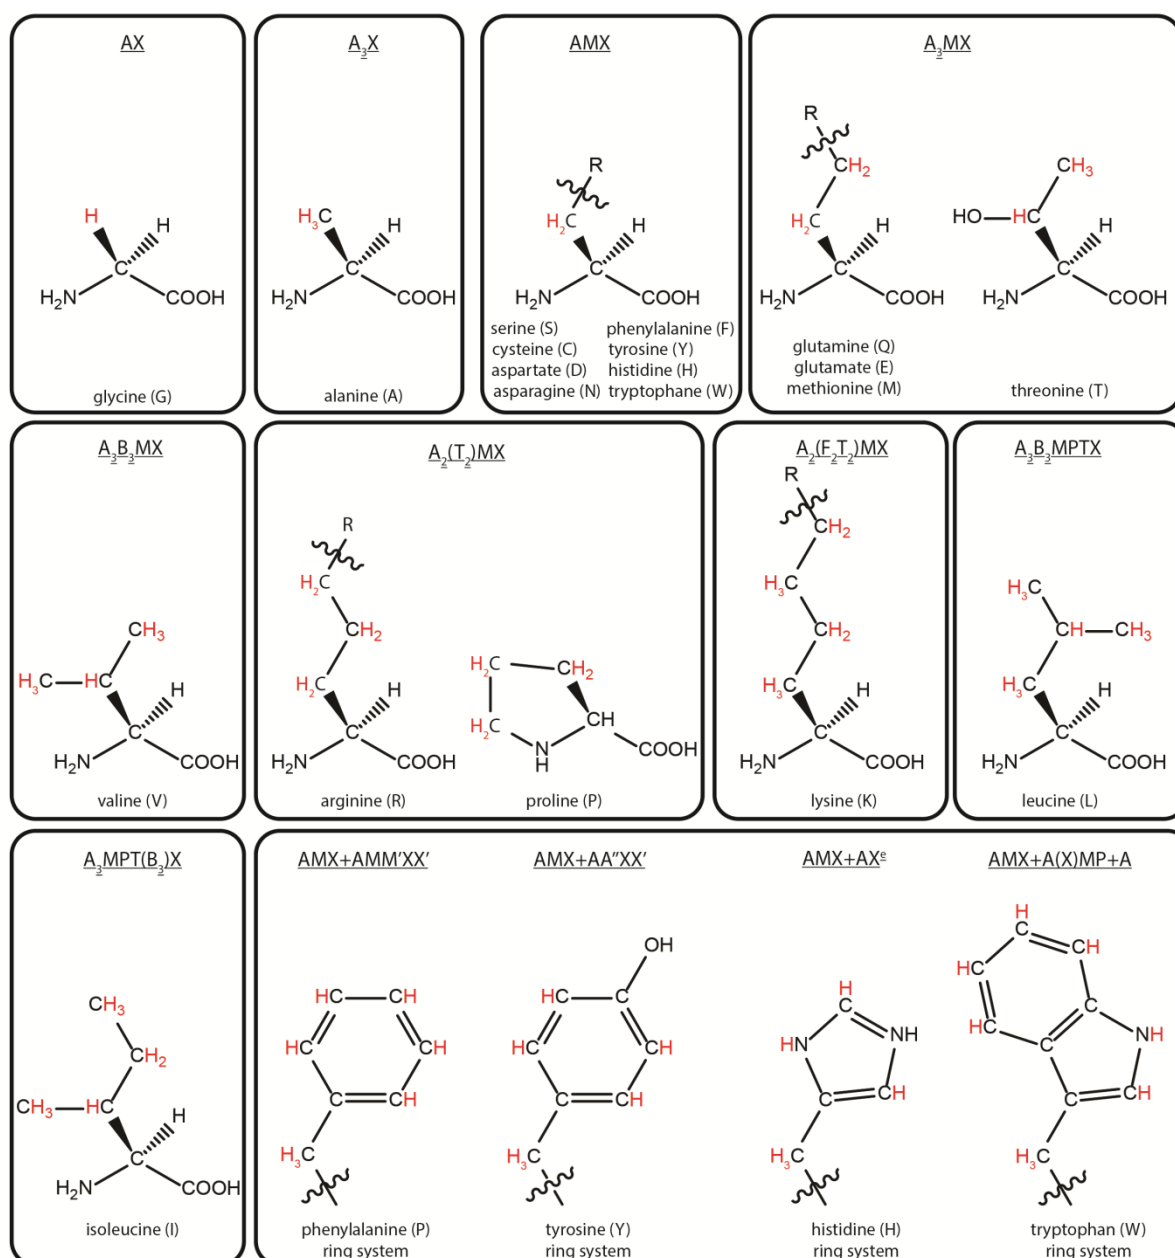 AX
H
H
C
H₂N
COOH
glycine (G)
A₃X
H₃C
H
C
H₂N
COOH
alanine (A)
AMX
R
H₂C
H
C
H₂N
COOH
serine (S) phenylalanine (F)
cysteine (C) tyrosine (Y)
aspartate (D) histidine (H)
asparagine (N) tryptophane (W)
A₃MX
R
CH₂
H₂C
H
C
H₂N
COOH
glutamine (Q)
glutamate (E)
methionine (M)
CH₃
HO
HC
H
C
H₂N
COOH
threonine (T)
A₃B₃MX
CH₃
H₃C
HC
H
C
H₂N
COOH
valine (V)
A₂(T₂)MX
R
H₂C
CH₂
H₂C
H
C
H₂N
COOH
arginine (R)
H₂C
CH₂
H₂C
CH
N
H
COOH
proline (P)
A₂(F₂T₂)MX
R
CH₂
H₃C
CH₂
H₃C
H
C
H₂N
COOH
lysine (K)
A₃B₃MPTX
H₃C
CH
CH₃
H₃C
H
C
H₂N
COOH
leucine (L)
A₃MPT(B₃)X
CH₃
CH₂
CH₃
HC
H
C
H₂N
COOH
isoleucine (I)
AMX+AMM'XX'
HC
CH
HC
CH
C
CH
H₃C
phenylalanine (P)
ring system
AMX+AA"XX'
OH
HC
C
HC
CH
C
CH
H₃C
tyrosine (Y)
ring system
AMX+AXᵉ
H
C
HN
NH
C
CH
H₃C
histidine (H)
ring system
AMX+A(X)MP+A
H
C
CH
HC
C
HC
C
NH
C
CH
H₃C
tryptophan (W)
ring system